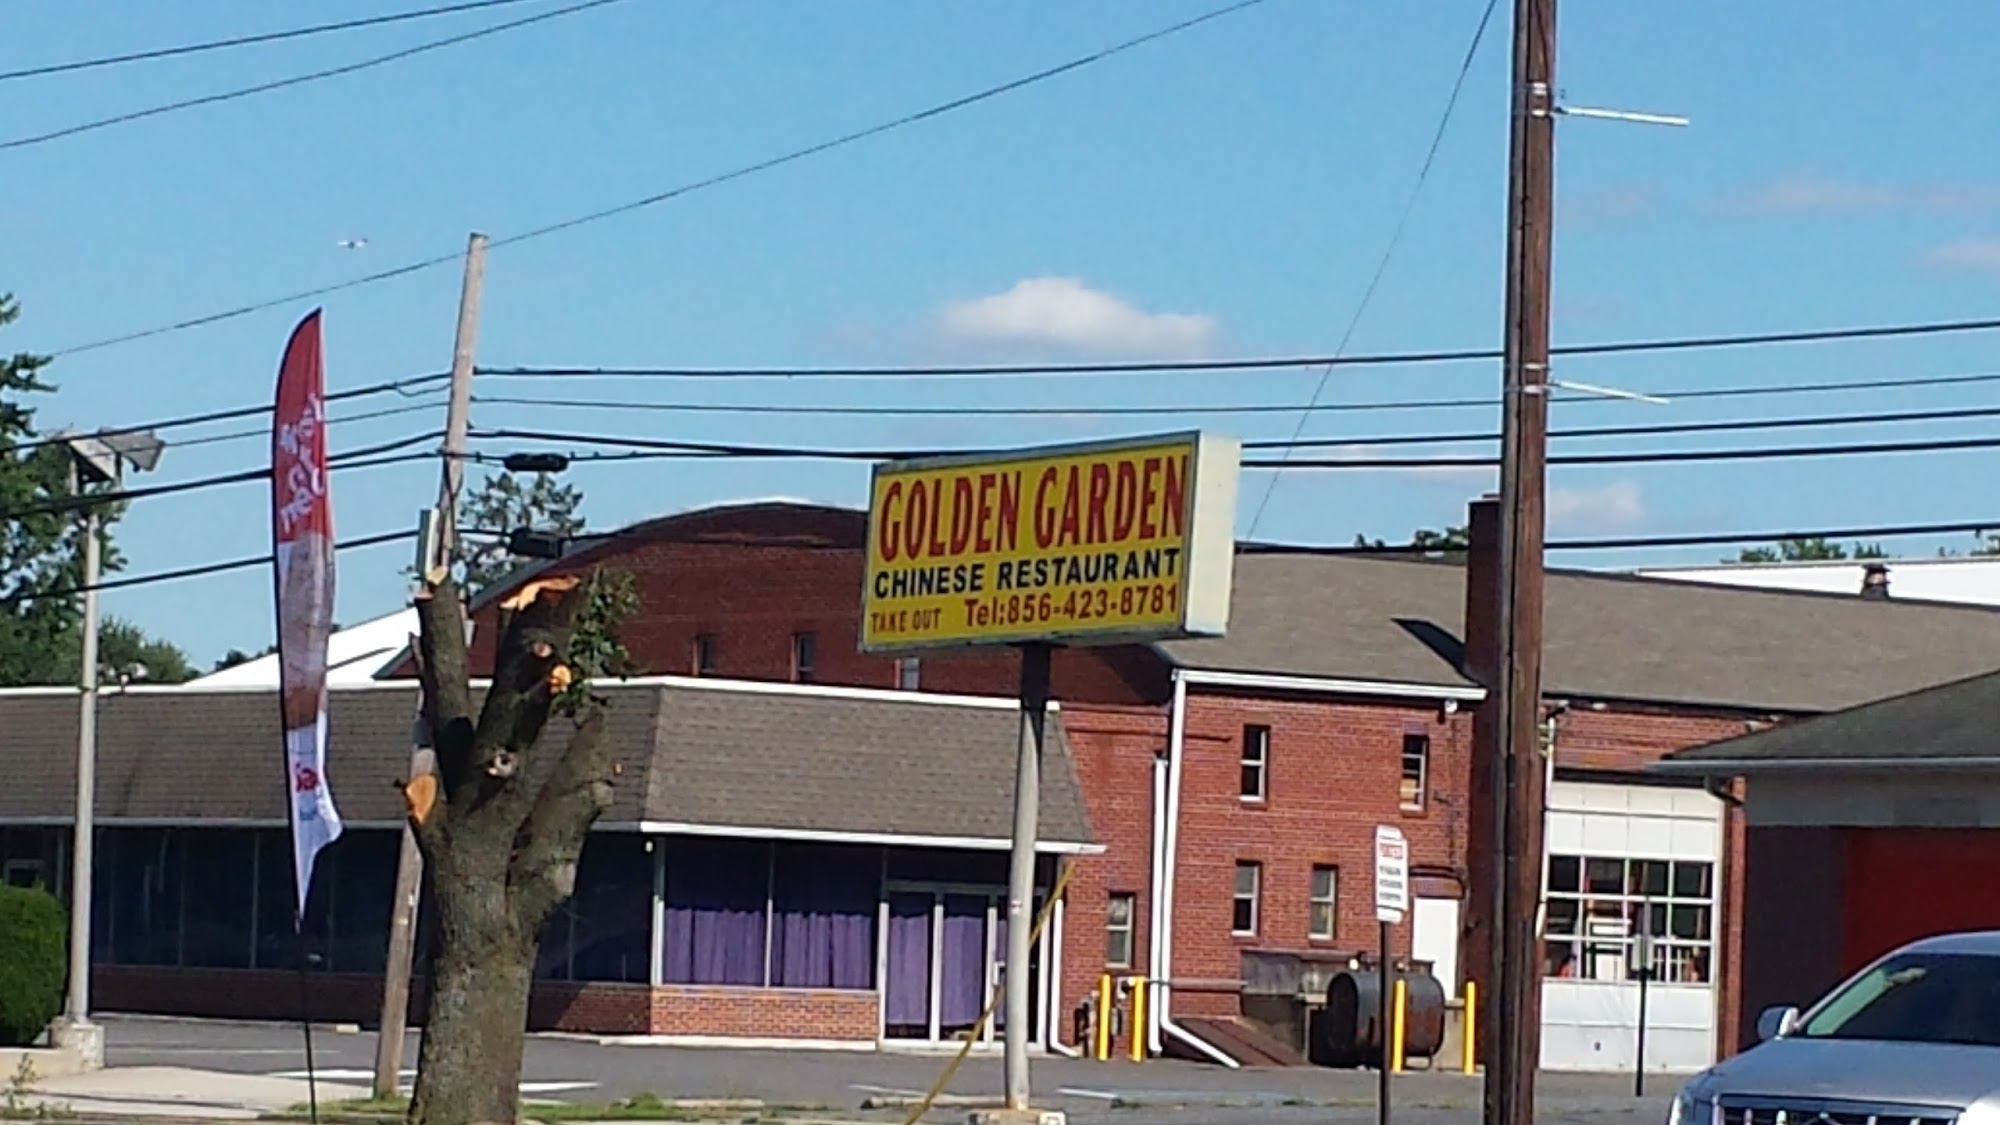 GOLDEN GARDEN
CHINESE RESTAURANT
TAKE OUT Tel:856-423-8781